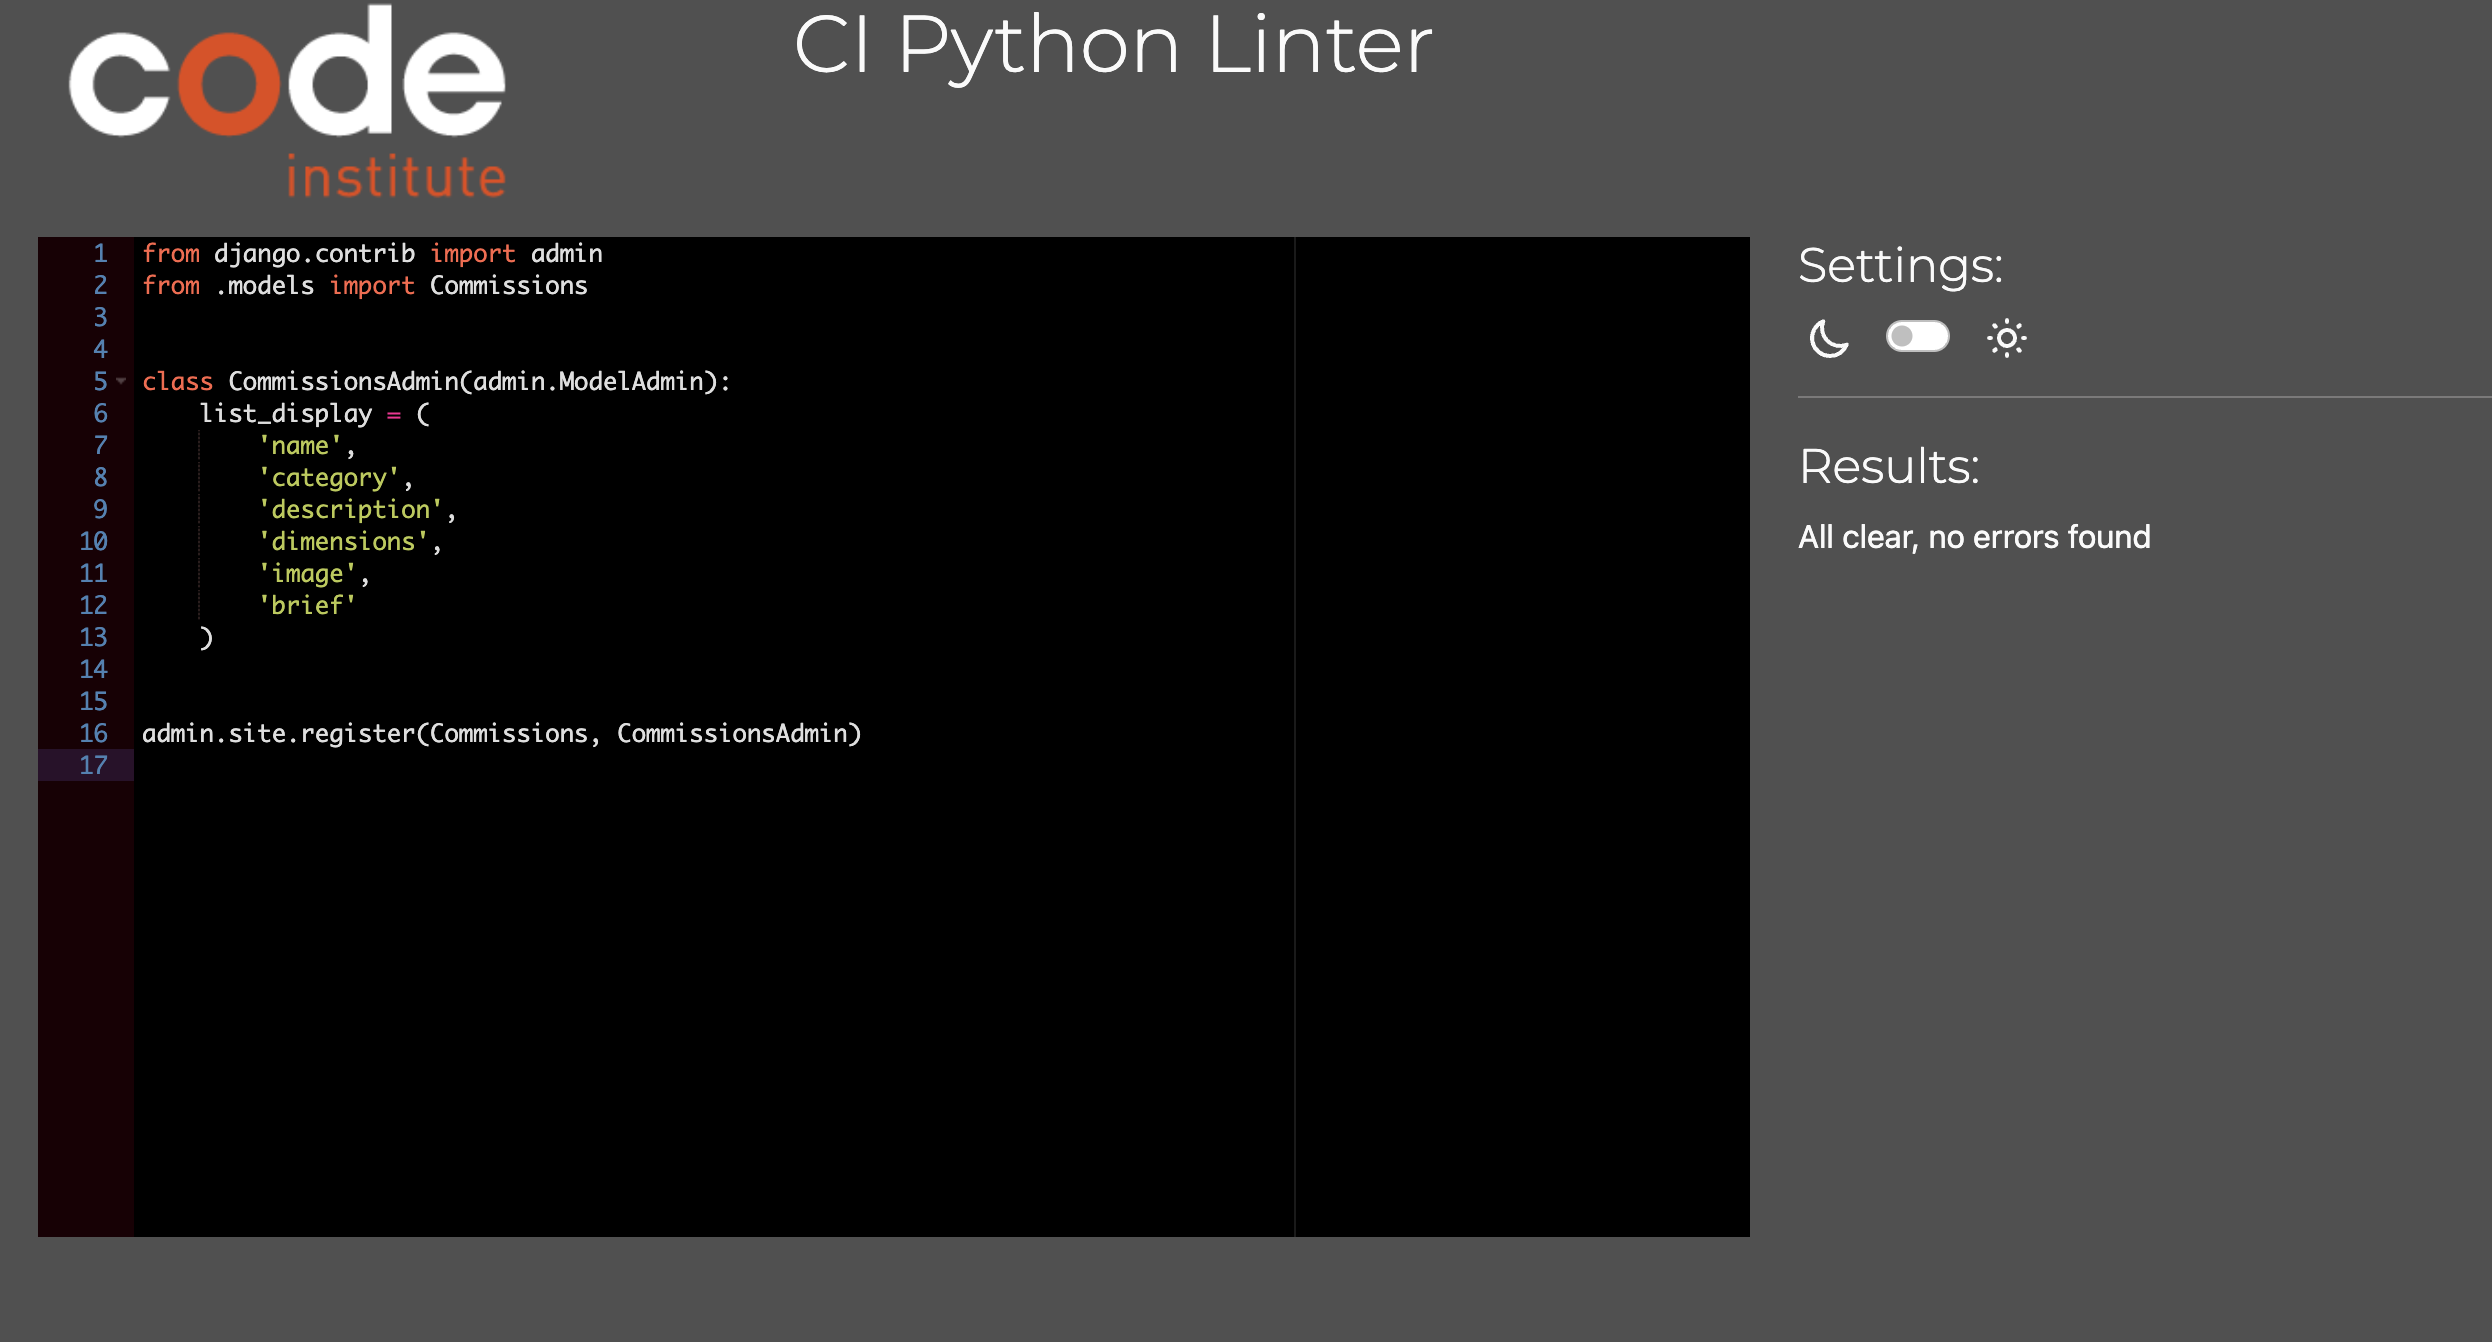 code
institute
CI Python Linter
1 from django.contrib import admin
2 from .models import Commissions
3
4
5 class CommissionsAdmin(admin.ModelAdmin):
6     list_display = (
7         'name',
8         'category',
9         'description',
10         'dimensions',
11         'image',
12         'brief'
13     )
14
15
16 admin.site.register(Commissions, CommissionsAdmin)
17
Settings:
Results:
All clear, no errors found